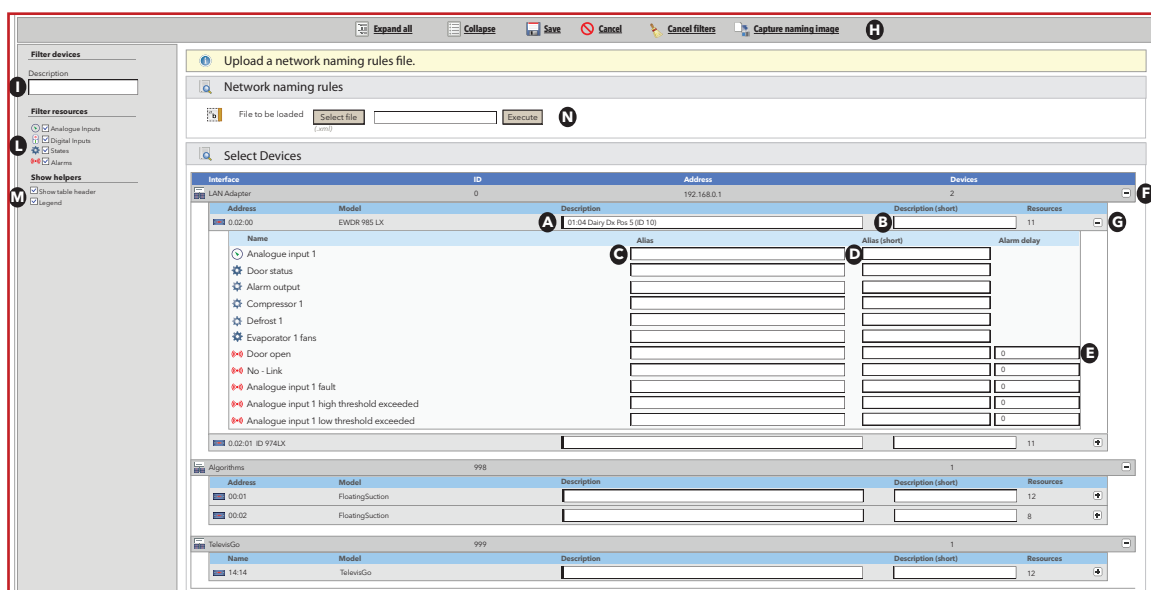 Expand all Collapse Save Cancel Cancel filters Capture naming image H
Filter devices
Description
I
Filter resources
Analogue Inputs
Digital Inputs
L States
Alarms
Show helpers
M Show table header
Legend
Upload a network naming rules file.
Network naming rules
File to be loaded Select file Execute N
(.xml)
Select Devices
Interface ID Address Devices
LAN Adapter 0 192.168.0.1 2 F
Address Model Description Description (short) Resources
0.02:00 EWDR 985 LX A 01:04 Dairy Dx Pos 5 (ID 10) B 11 G
Name Alias Alias (short) Alarm delay
Analogue input 1 C D
Door status
Alarm output
Compressor 1
Defrost 1
Evaporator 1 fans
Door open 0 E
No - Link 0
Analogue input 1 fault 0
Analogue input 1 high threshold exceeded 0
Analogue input 1 low threshold exceeded 0
0.02:01 ID 974LX 11
Algorithms 998 1
Address Model Description Description (short) Resources
00:01 FloatingSuction 12
00:02 FloatingSuction 8
TelevisGo 999 1
Name Model Description Description (short) Resources
14:14 TelevisGo 12